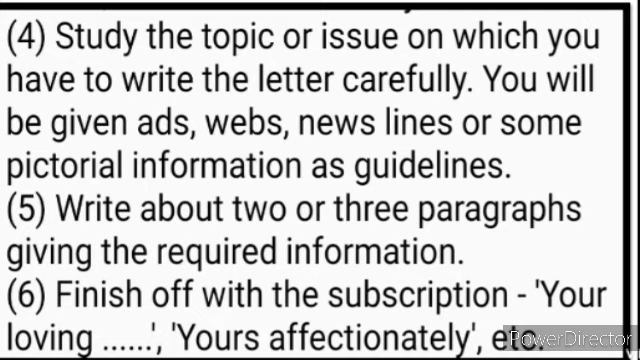 (4) Study the topic or issue on which you
have to write the letter carefully. You will
be given ads, webs, news lines or some
pictorial information as guidelines.
(5) Write about two or three paragraphs
giving the required information.
(6) Finish off with the subscription - 'Your
loving ......', 'Yours affectionately', etc.
PowerDirector